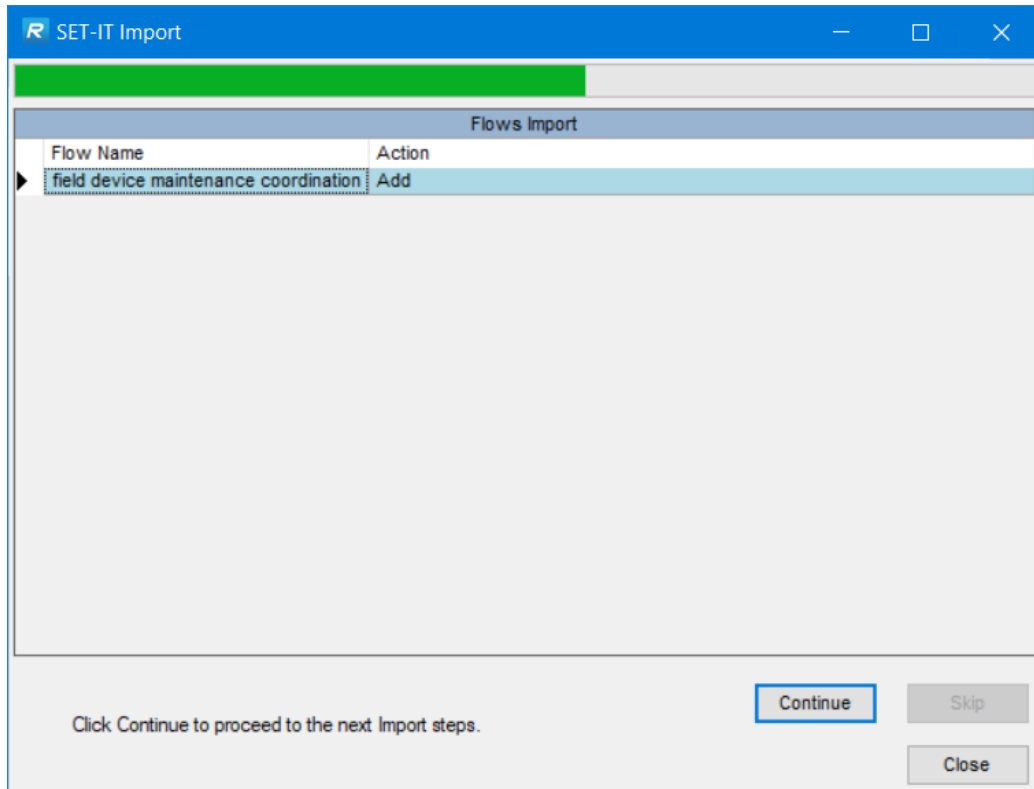 SET-IT Import
Flows Import
Flow Name Action
field device maintenance coordination Add
Continue Skip
Click Continue to proceed to the next Import steps.
Close